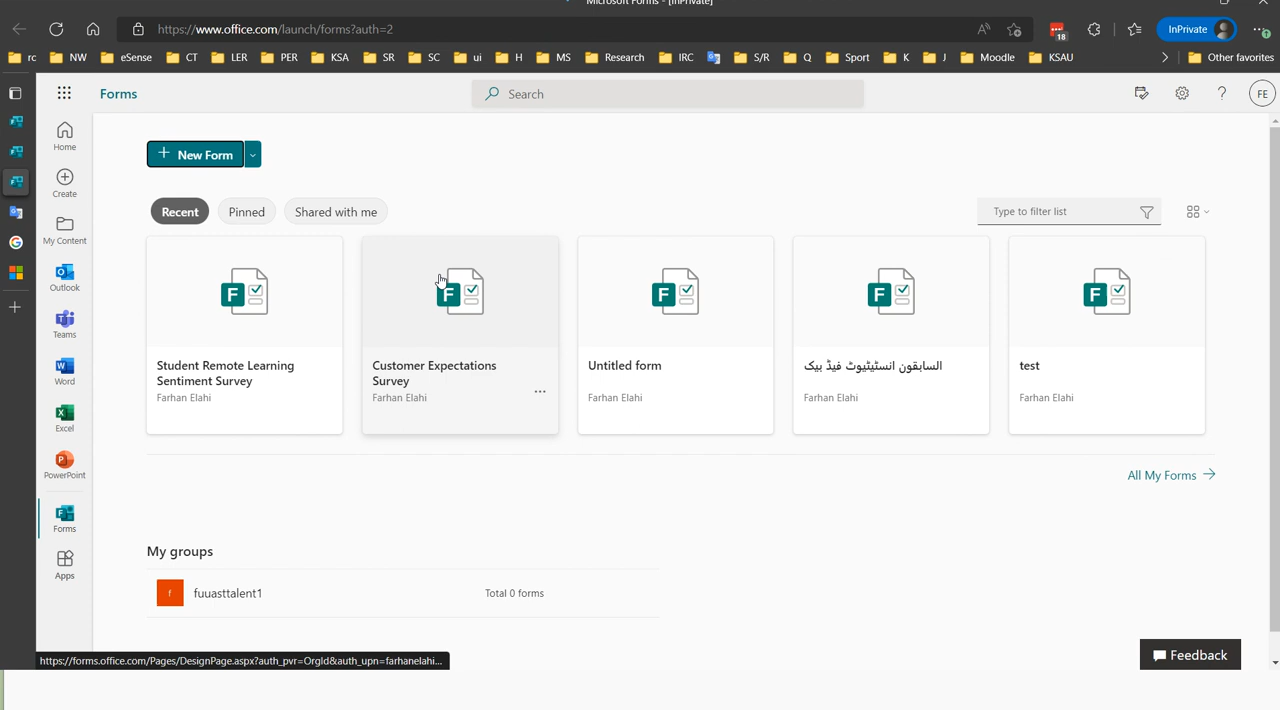 Microsoft Forms - [InPrivate]
https://www.office.com/launch/forms?auth=2
18
InPrivate
rc
NW
eSense
CT
LER
PER
KSA
SR
SC
ui
H
MS
Research
IRC
S/R
Q
Sport
K
J
Moodle
KSAU
Other favorites
Forms
Search
FE
Home
Create
My Content
Outlook
Teams
Word
Excel
PowerPoint
Forms
Apps
New Form
Recent
Pinned
Shared with me
Type to filter list
Student Remote Learning
Sentiment Survey
Farhan Elahi
Customer Expectations
Survey
Farhan Elahi
Untitled form
Farhan Elahi
السابقون انسٹیٹیوٹ فیڈ بیک
Farhan Elahi
test
Farhan Elahi
All My Forms
My groups
f
fuuasttalent1
Total 0 forms
https://forms.office.com/Pages/DesignPage.aspx?auth_pvr=OrgId&auth_upn=farhanelahi...
Feedback